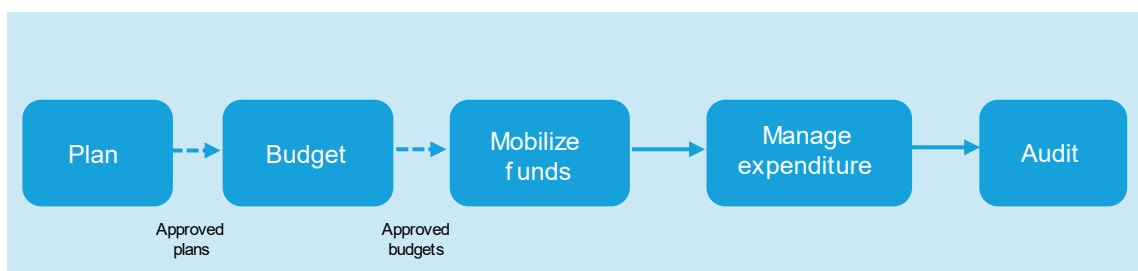 Plan
Budget
Mobilize
funds
Manage
expenditure
Audit
Approved
plans
Approved
budgets